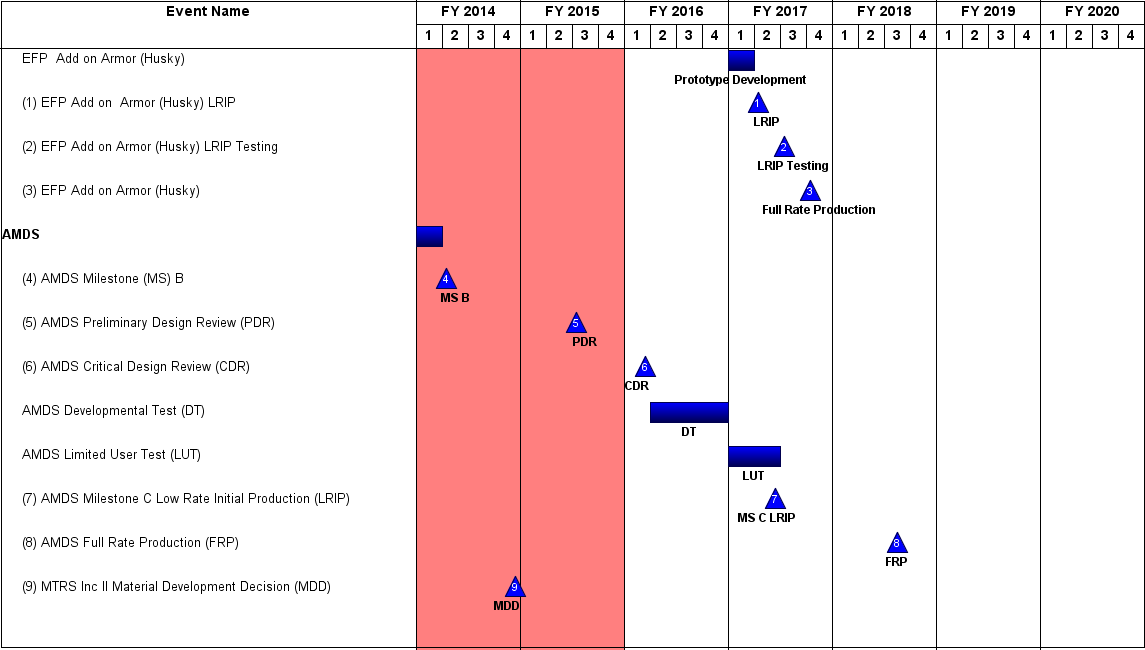 Event Name FY 2014 FY 2015 FY 2016 FY 2017 FY 2018 FY 2019 FY 2020
1 2 3 4 1 2 3 4 1 2 3 4 1 2 3 4 1 2 3 4 1 2 3 4 1 2 3 4
EFP Add on Armor (Husky)
Prototype Development
(1) EFP Add on Armor (Husky) LRIP 1
LRIP
(2) EFP Add on Armor (Husky) LRIP Testing 2
LRIP Testing
(3) EFP Add on Armor (Husky) 3
Full Rate Production
AMDS
(4) AMDS Milestone (MS) B 4
MS B
(5) AMDS Preliminary Design Review (PDR) 5
PDR
(6) AMDS Critical Design Review (CDR) 6
CDR
AMDS Developmental Test (DT)
DT
AMDS Limited User Test (LUT)
LUT
(7) AMDS Milestone C Low Rate Initial Production (LRIP) 7
MS C LRIP
(8) AMDS Full Rate Production (FRP) 8
FRP
(9) MTRS Inc II Material Development Decision (MDD) 9
MDD